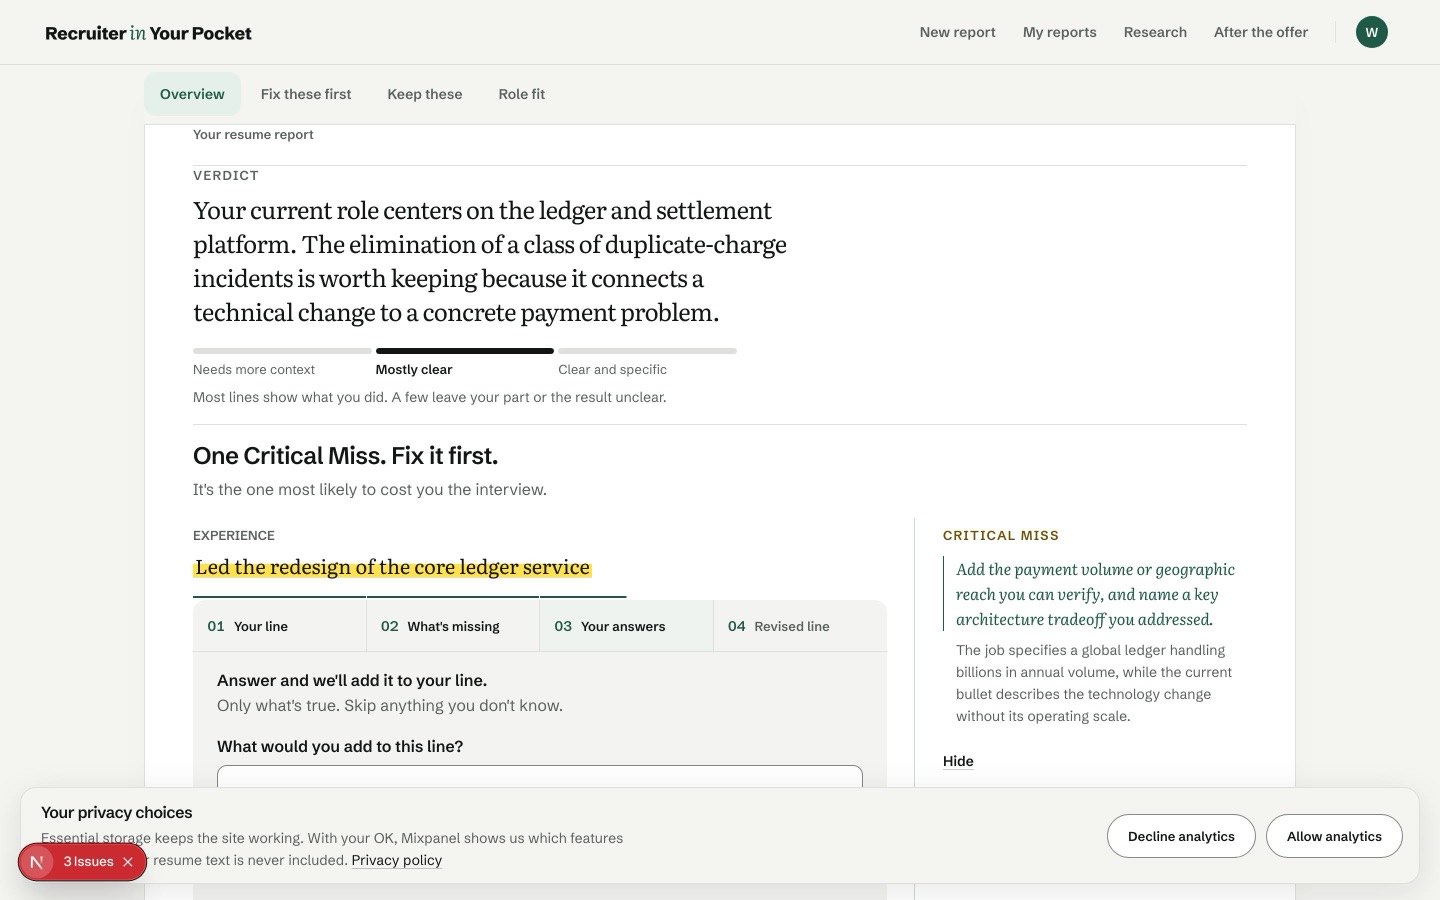 Recruiter in Your Pocket
New report
My reports
Research
After the offer
W
Overview
Fix these first
Keep these
Role fit
Your resume report
VERDICT
Your current role centers on the ledger and settlement
platform. The elimination of a class of duplicate-charge
incidents is worth keeping because it connects a
technical change to a concrete payment problem.
Needs more context
Mostly clear
Clear and specific
Most lines show what you did. A few leave your part or the result unclear.
One Critical Miss. Fix it first.
It's the one most likely to cost you the interview.
EXPERIENCE
Led the redesign of the core ledger service
01 Your line
02 What's missing
03 Your answers
04 Revised line
Answer and we'll add it to your line.
Only what's true. Skip anything you don't know.
What would you add to this line?
CRITICAL MISS
Add the payment volume or geographic
reach you can verify, and name a key
architecture tradeoff you addressed.
The job specifies a global ledger handling
billions in annual volume, while the current
bullet describes the technology change
without its operating scale.
Hide
Your privacy choices
Essential storage keeps the site working. With your OK, Mixpanel shows us which features
resume text is never included. Privacy policy
Decline analytics
Allow analytics
N
3 Issues